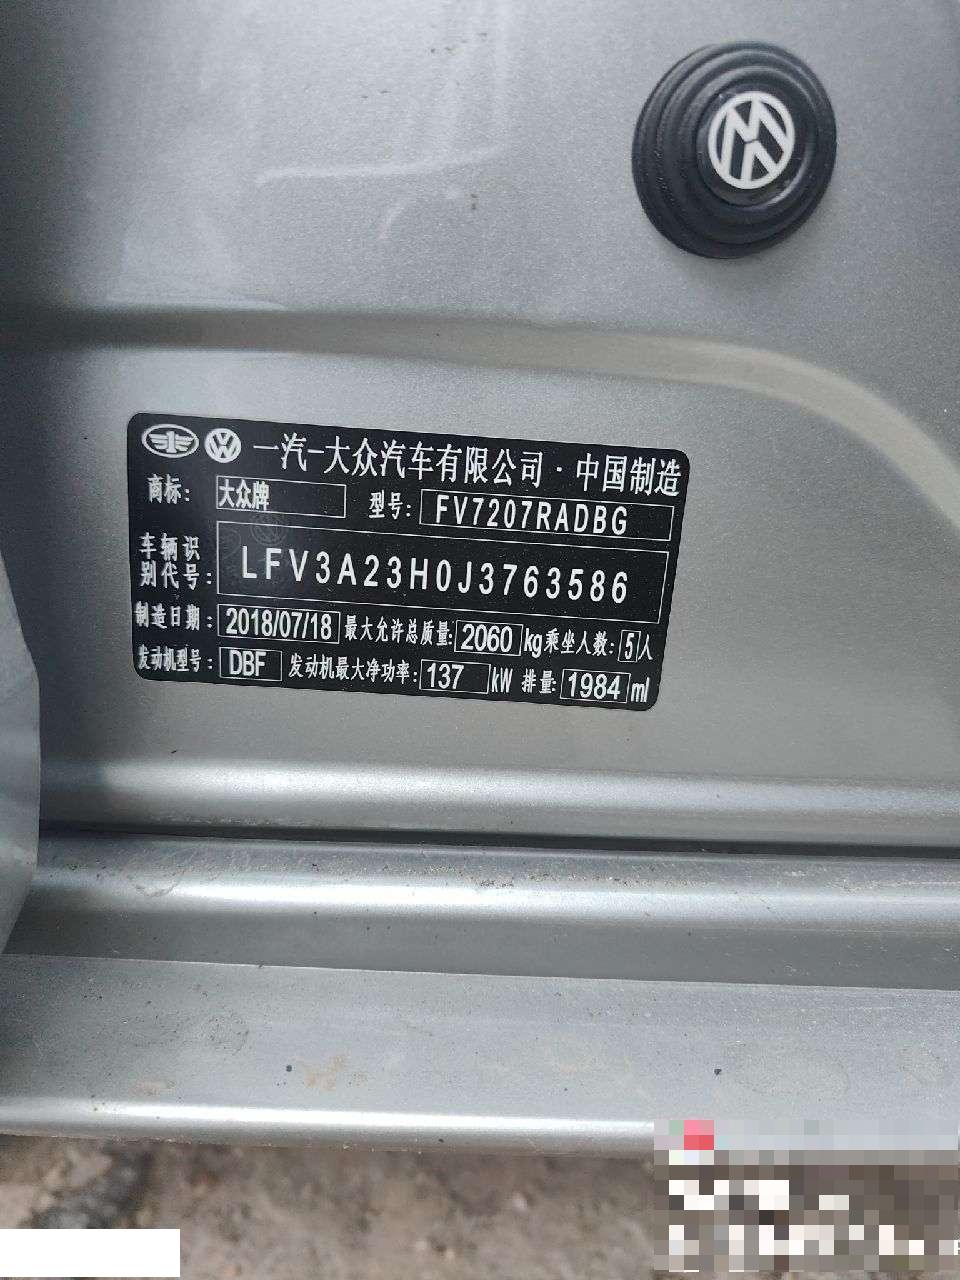 一汽-大众汽车有限公司·中国制造
商标: 大众牌 型号: FV7207RADBG
车辆识别代号: LFV3A23H0J3763586
制造日期: 2018/07/18 最大允许总质量: 2060 kg 乘坐人数: 5 人
发动机型号: DBF 发动机最大净功率: 137 kW 排量: 1984 ml